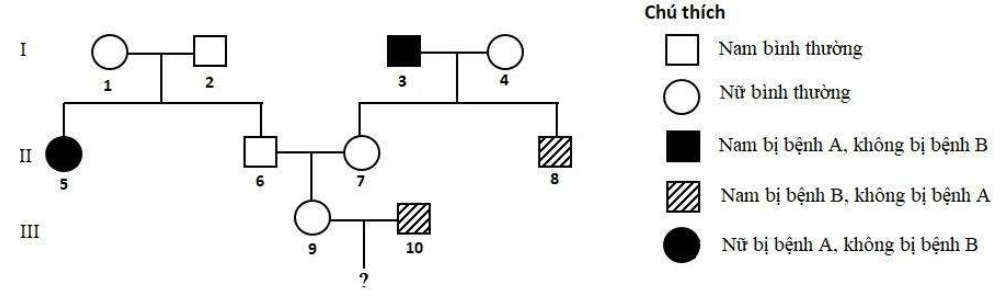 Chú thích
I
1
2
3
4
Nam bình thường
Nữ bình thường
II
5
6
7
8
Nam bị bệnh A, không bị bệnh B
Nam bị bệnh B, không bị bệnh A
III
9
10
Nữ bị bệnh A, không bị bệnh B
?